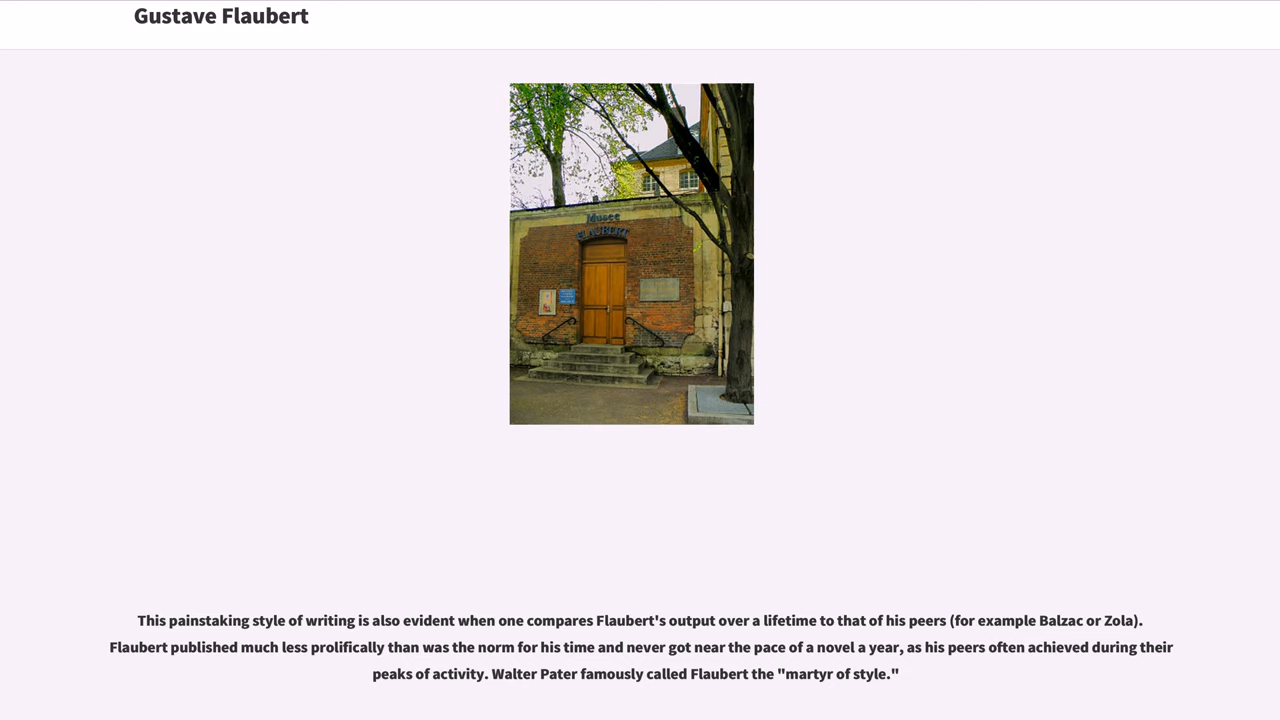 Gustave Flaubert
Musee
FLAUBERT
This painstaking style of writing is also evident when one compares Flaubert's output over a lifetime to that of his peers (for example Balzac or Zola).
Flaubert published much less prolifically than was the norm for his time and never got near the pace of a novel a year, as his peers often achieved during their
peaks of activity. Walter Pater famously called Flaubert the "martyr of style."